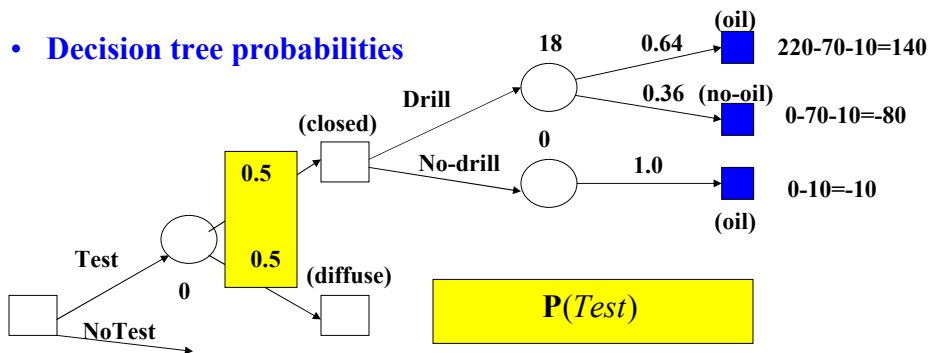 (oil)
• Decision tree probabilities
18
0.64
220-70-10=140
Drill
0.36
(no-oil)
0-70-10=-80
(closed)
0
No-drill
1.0
0-10=-10
0.5
(oil)
Test
0.5
(diffuse)
0
P(Test)
NoTest